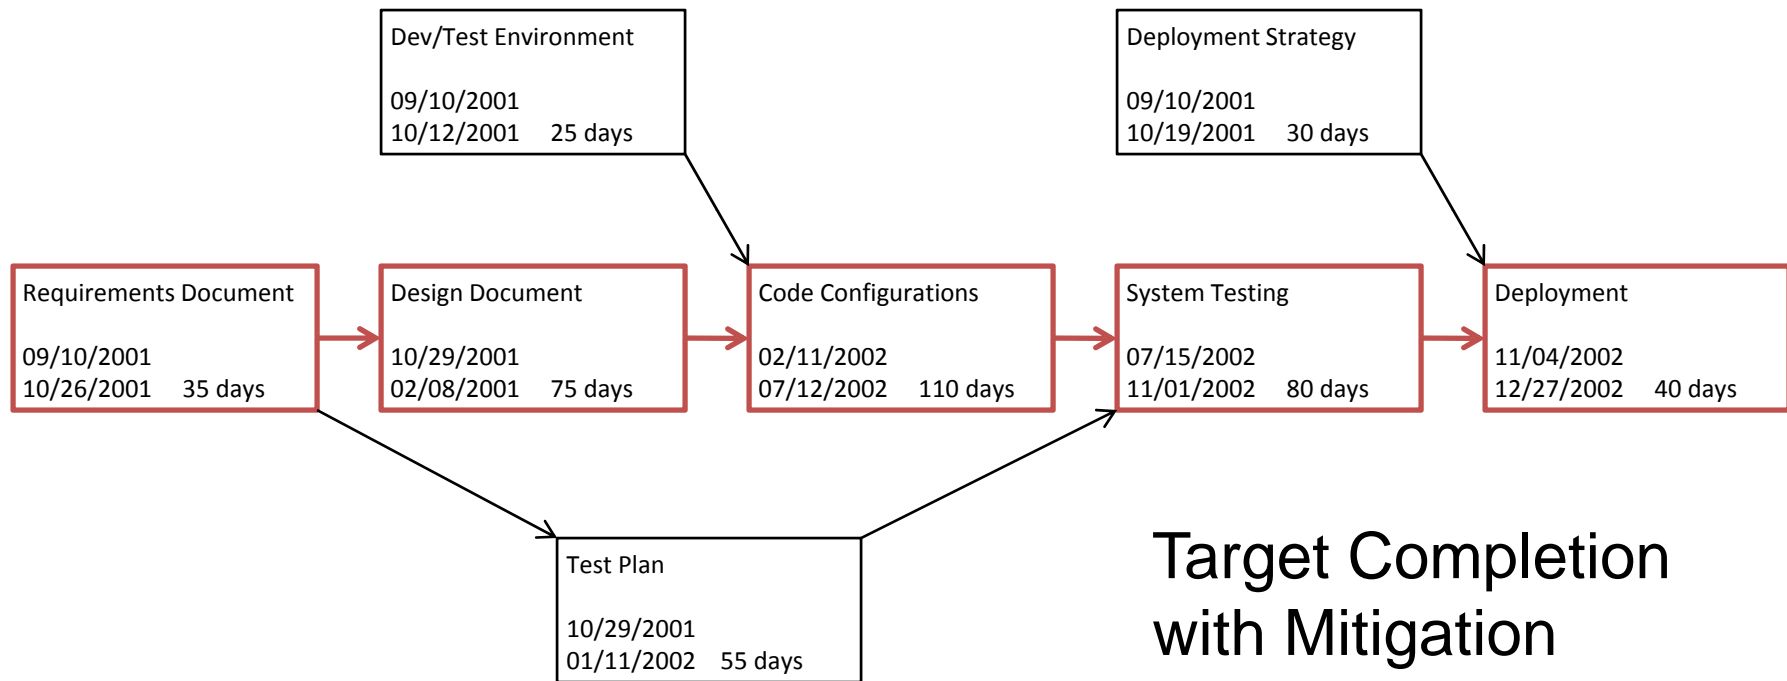 Dev/Test Environment
09/10/2001
10/12/2001 25 days
Deployment Strategy
09/10/2001
10/19/2001 30 days
Requirements Document
09/10/2001
10/26/2001 35 days
Design Document
10/29/2001
02/08/2001 75 days
Code Configurations
02/11/2002
07/12/2002 110 days
System Testing
07/15/2002
11/01/2002 80 days
Deployment
11/04/2002
12/27/2002 40 days
Test Plan
10/29/2001
01/11/2002 55 days
Target Completion
with Mitigation